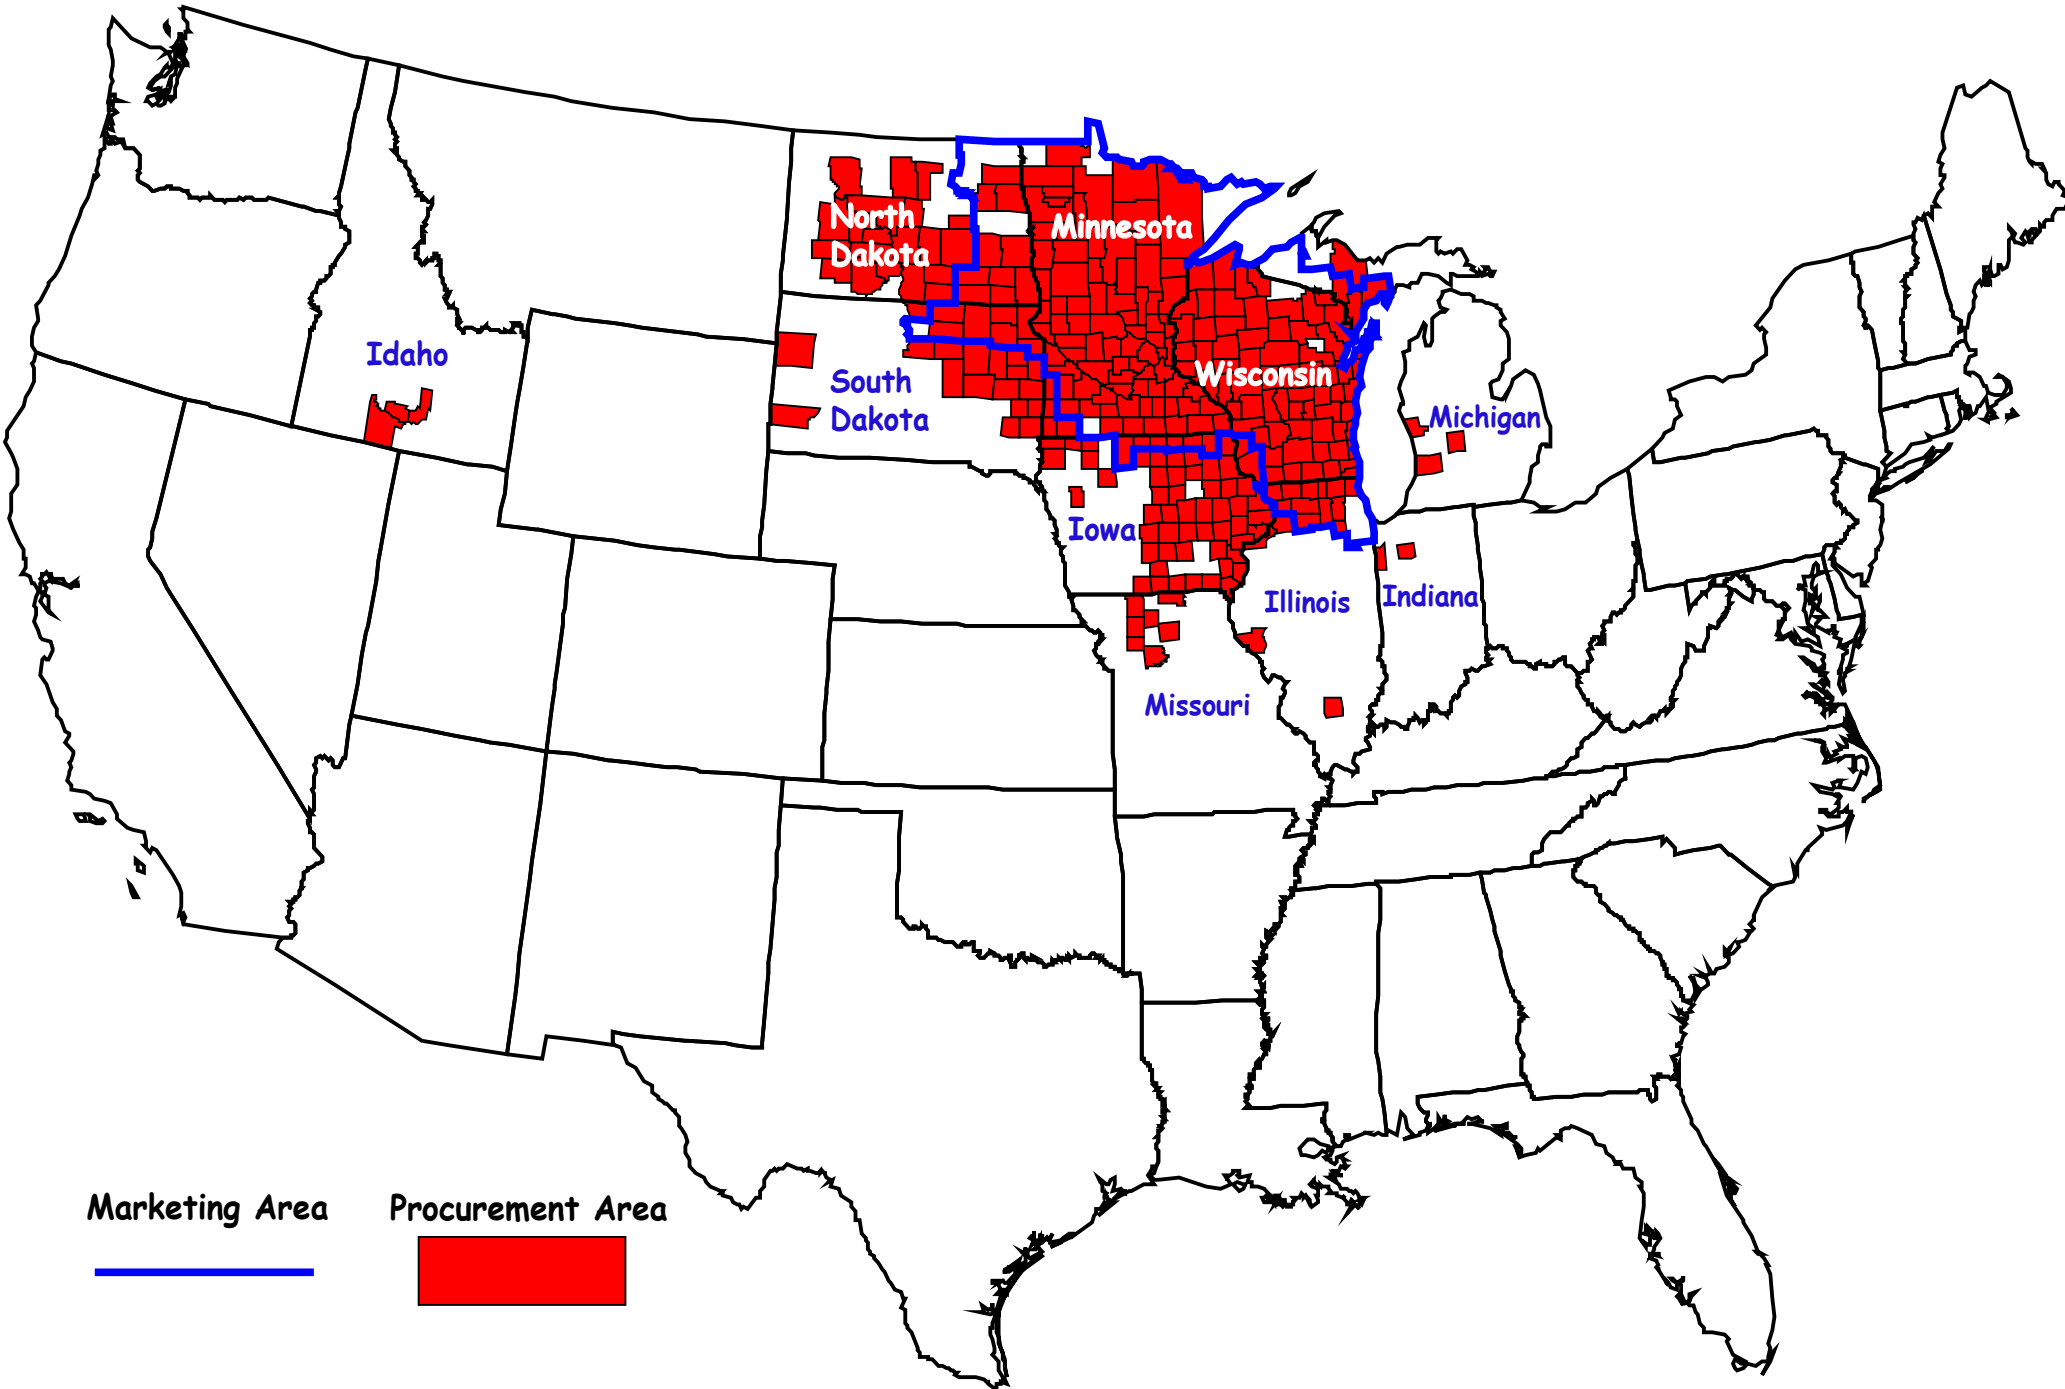 North
Dakota
Minnesota
Idaho
South
Dakota
Wisconsin
Michigan
Iowa
Illinois
Indiana
Missouri
Marketing Area
Procurement Area